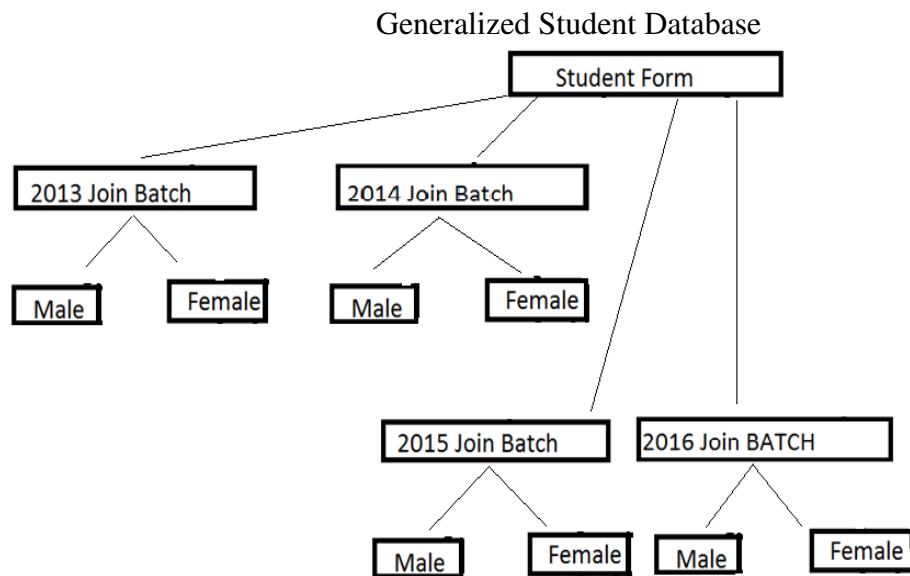 Generalized Student Database
Student Form
2013 Join Batch
2014 Join Batch
Male
Female
Male
Female
2015 Join Batch
2016 Join BATCH
Male
Female
Male
Female